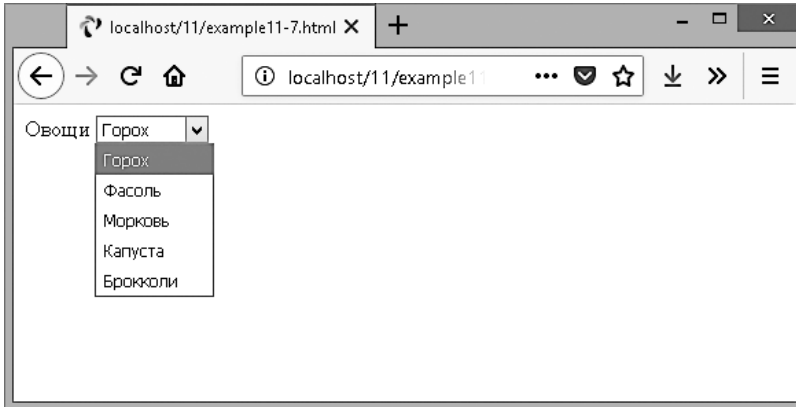 localhost/11/example11-7.html
localhost/11/example11
Овощи Горох
Горох
Фасоль
Морковь
Капуста
Брокколи